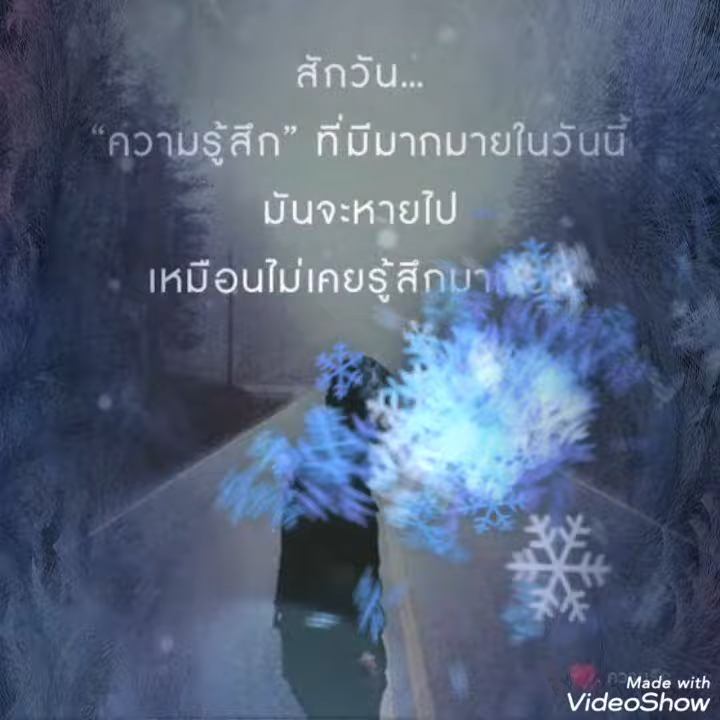 สักวัน...
“ความรู้สึก” ที่มีมากมายในวันนี้
มันจะหายไป
เหมือนไม่เคยรู้สึกมา
Made with
VideoShow